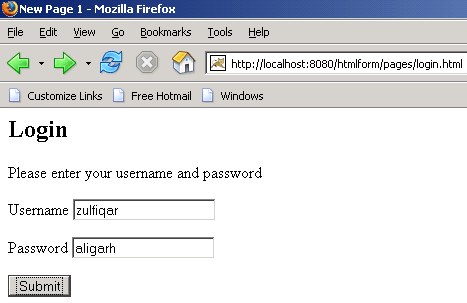 New Page 1 - Mozilla Firefox
File Edit View Go Bookmarks Tools Help
http://localhost:8080/htmlform/pages/login.html
Customize Links Free Hotmail Windows
Login
Please enter your username and password
Username zulfiqar
Password aligarh
Submit